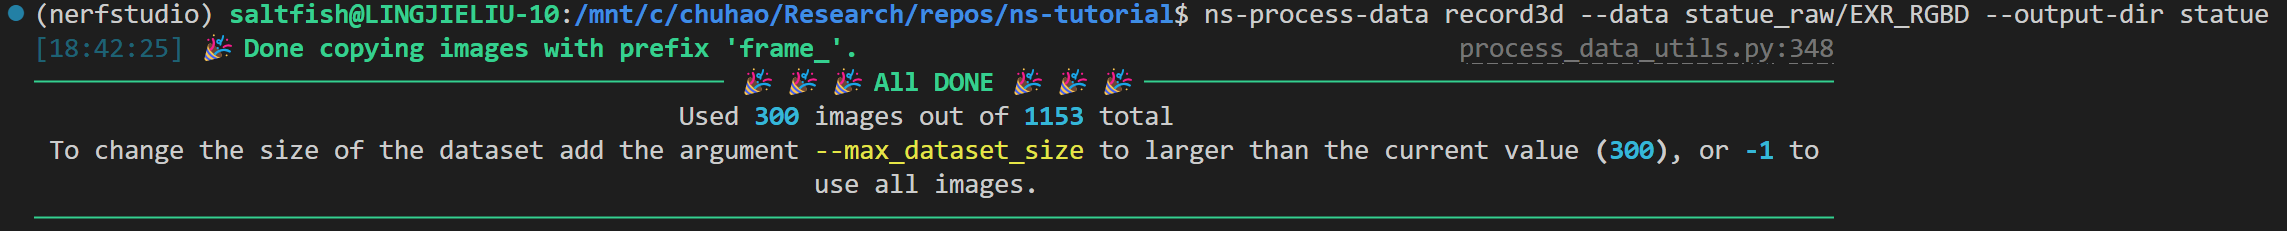 (nerfstudio) saltfish@LINGJIELIU-10:/mnt/c/chuhao/Research/repos/ns-tutorial$ ns-process-data record3d --data statue_raw/EXR_RGBD --output-dir statue
[18:42:25] 🎉 Done copying images with prefix 'frame_'. process_data_utils.py:348
🎉 🎉 🎉 All DONE 🎉 🎉 🎉
Used 300 images out of 1153 total
To change the size of the dataset add the argument --max_dataset_size to larger than the current value (300), or -1 to
use all images.